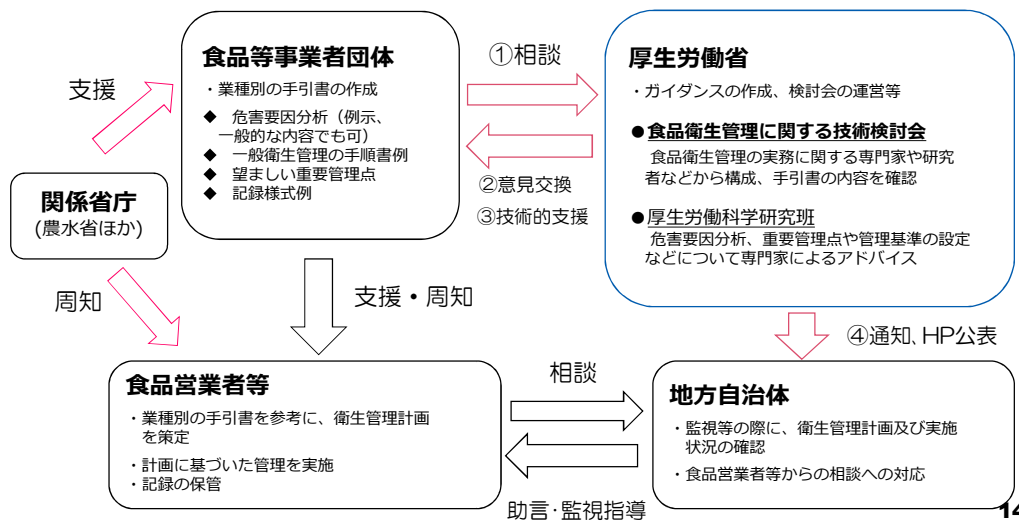 食品等事業者団体
・業種別の手引書の作成
◆ 危害要因分析（例示、
一般的な内容でも可）
◆ 一般衛生管理の手順書例
◆ 望ましい重要管理点
◆ 記録様式例
①相談
②意見交換
③技術的支援
厚生労働省
・ガイダンスの作成、検討会の運営等
●食品衛生管理に関する技術検討会
食品衛生管理の実務に関する専門家や研究
者などから構成、手引書の内容を確認
●厚生労働科学研究班
危害要因分析、重要管理点や管理基準の設定
などについて専門家によるアドバイス
支援
関係省庁
(農水省ほか)
周知
支援・周知
④通知、HP公表
食品営業者等
・業種別の手引書を参考に、衛生管理計画
を策定
・計画に基づいた管理を実施
・記録の保管
相談
助言･監視指導
地方自治体
・監視等の際に、衛生管理計画及び実施
状況の確認
・食品営業者等からの相談への対応
14